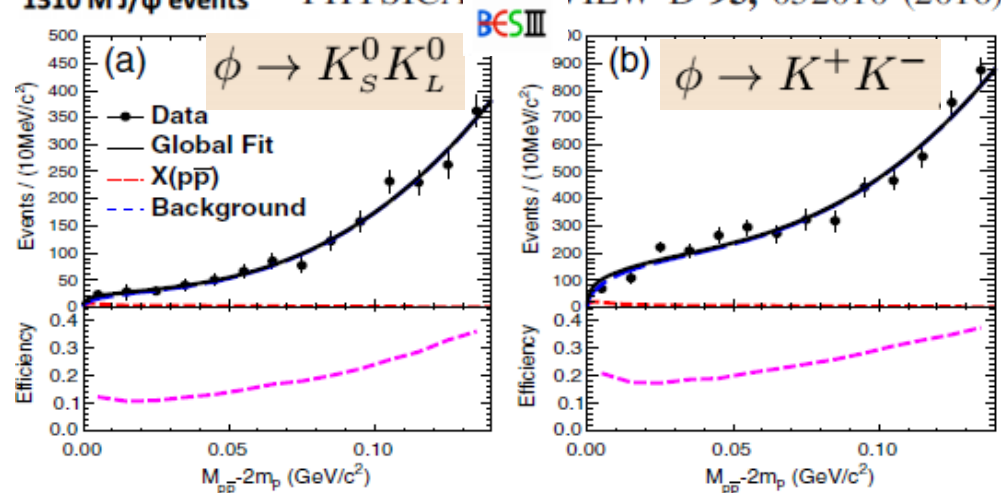 1310 M J/ψ events
PHYSICAL REVIEW D 93, 052010 (2016)
BESIII
(a)
ϕ → K⁰_S K⁰_L
Data
Global Fit
X(pp̅)
Background
Events / (10MeV/c²)
500
450
400
350
300
250
200
150
100
50
0
Efficiency
0.4
0.3
0.2
0.1
0.0
0.00 0.05 0.10
M_pp̅-2m_p (GeV/c²)
(b)
ϕ → K⁺K⁻
Events / (10MeV/c²)
00
900
800
700
600
500
400
300
200
100
0
Efficiency
0.4
0.3
0.2
0.1
0.0
0.00 0.05 0.10
M_pp̅-2m_p (GeV/c²)